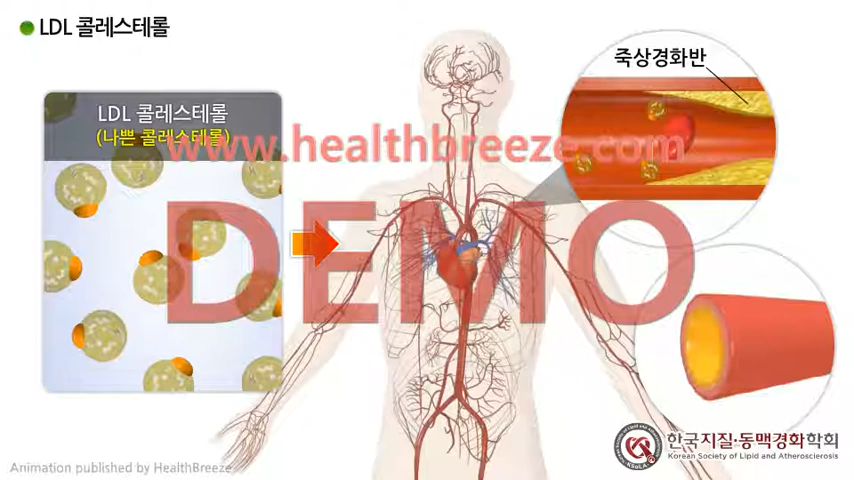 LDL 콜레스테롤
죽상경화반
LDL 콜레스테롤
(나쁜 콜레스테롤)
www.healthbreeze.com
DEMO
한국지질·동맥경화학회
Korean Society of Lipid and Atherosclerosis
Animation published by HealthBreeze